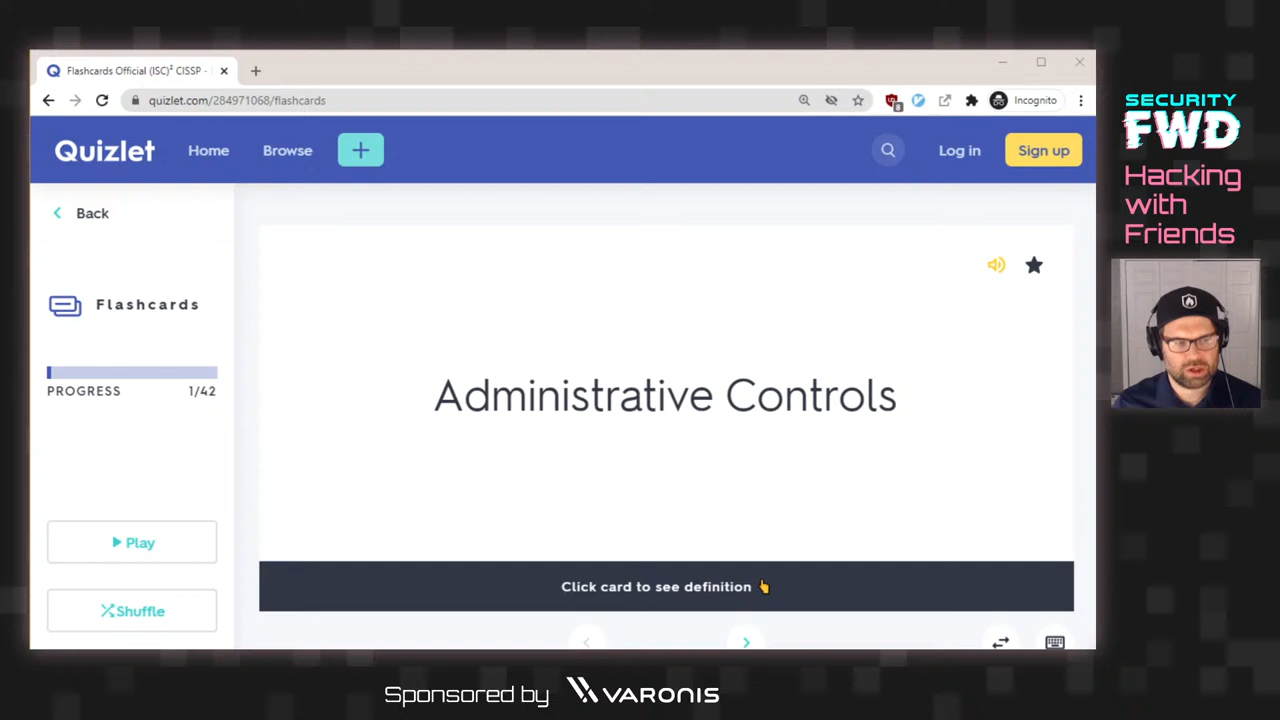 Flashcards Official (ISC)² CISSP -
quizlet.com/284971068/flashcards
8
Incognito
Quizlet
Home
Browse
Log in
Sign up
Back
Flashcards
PROGRESS
1/42
Play
Shuffle
Administrative Controls
Click card to see definition
SECURITY
FWD
Hacking
with
Friends
Sponsored by
VARONIS